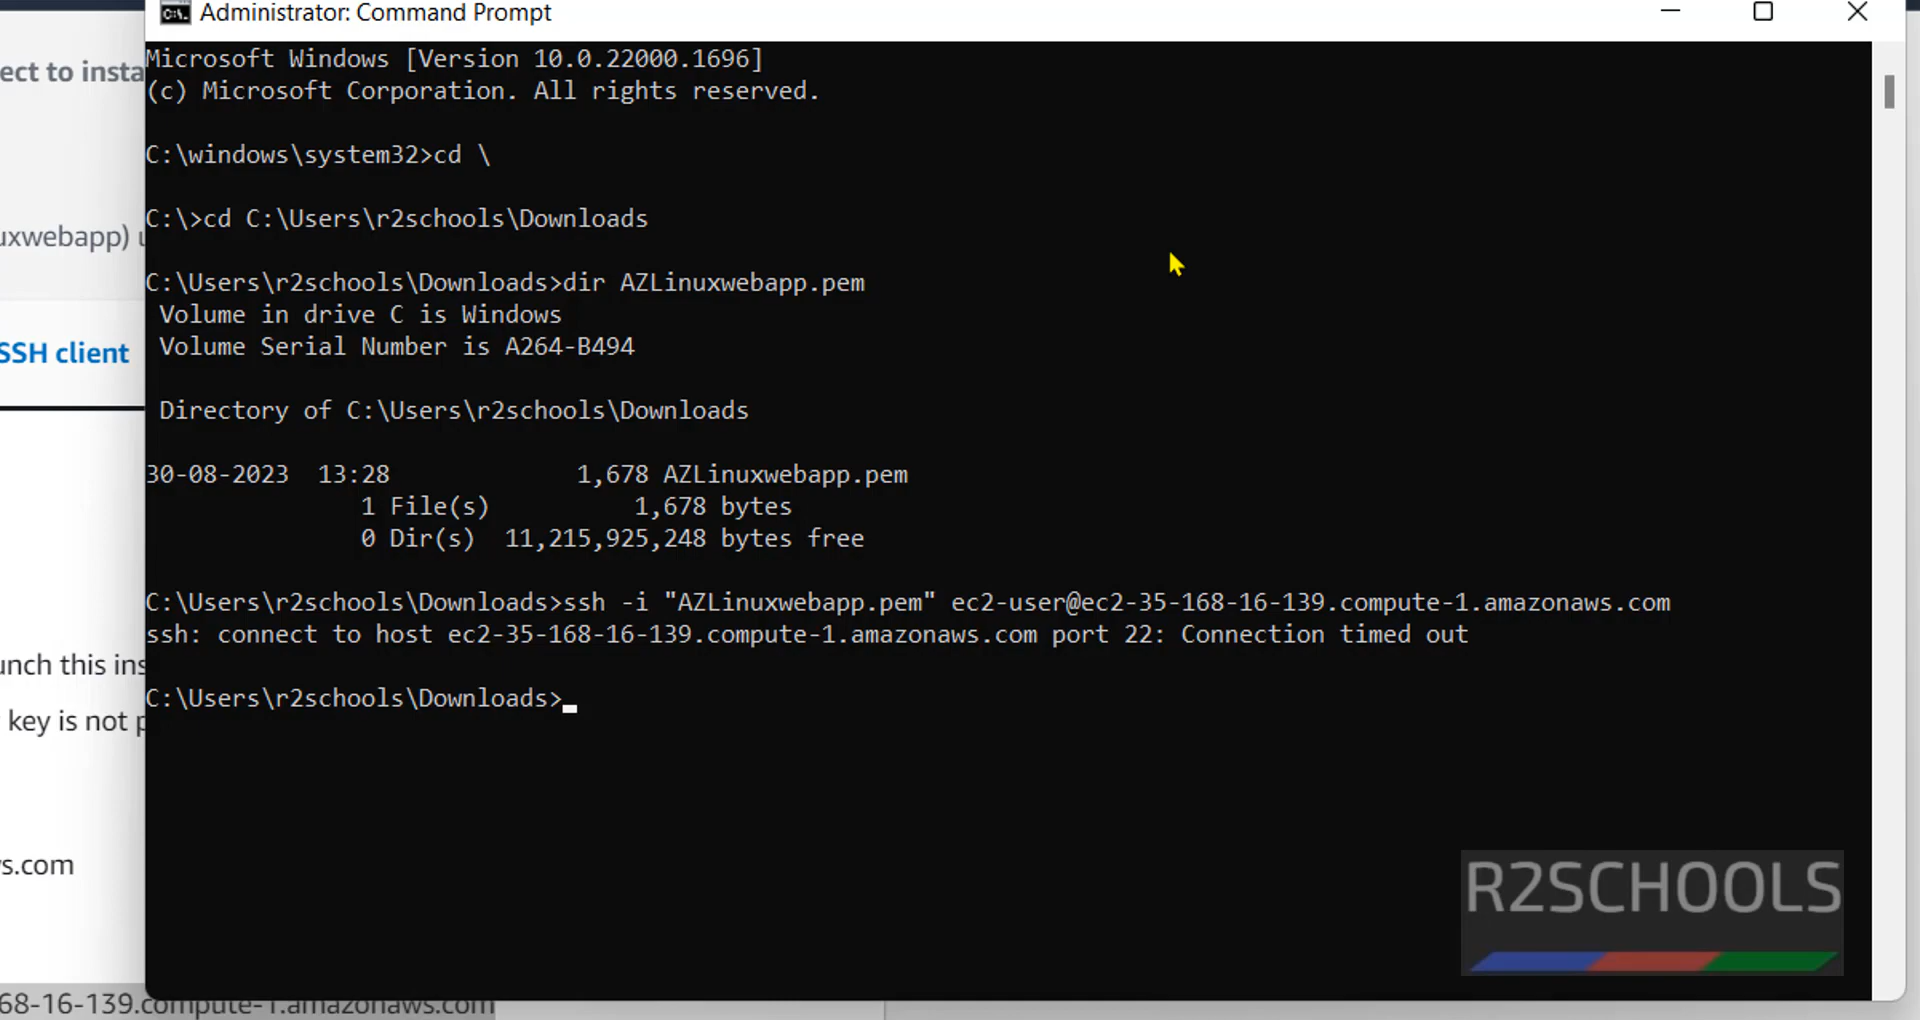 Administrator: Command Prompt
Microsoft Windows [Version 10.0.22000.1696]
(c) Microsoft Corporation. All rights reserved.
C:\windows\system32>cd \
C:\>cd C:\Users\r2schools\Downloads
C:\Users\r2schools\Downloads>dir AZLinuxwebapp.pem
Volume in drive C is Windows
Volume Serial Number is A264-B494
Directory of C:\Users\r2schools\Downloads
30-08-2023  13:28             1,678 AZLinuxwebapp.pem
1 File(s)          1,678 bytes
0 Dir(s)  11,215,925,248 bytes free
C:\Users\r2schools\Downloads>ssh -i "AZLinuxwebapp.pem" ec2-user@ec2-35-168-16-139.compute-1.amazonaws.com
ssh: connect to host ec2-35-168-16-139.compute-1.amazonaws.com port 22: Connection timed out
C:\Users\r2schools\Downloads>
ect to insta
uxwebapp) u
SSH client
unch this ins
key is not p
s.com
68-16-139.compute-1.amazonaws.com
R2SCHOOLS